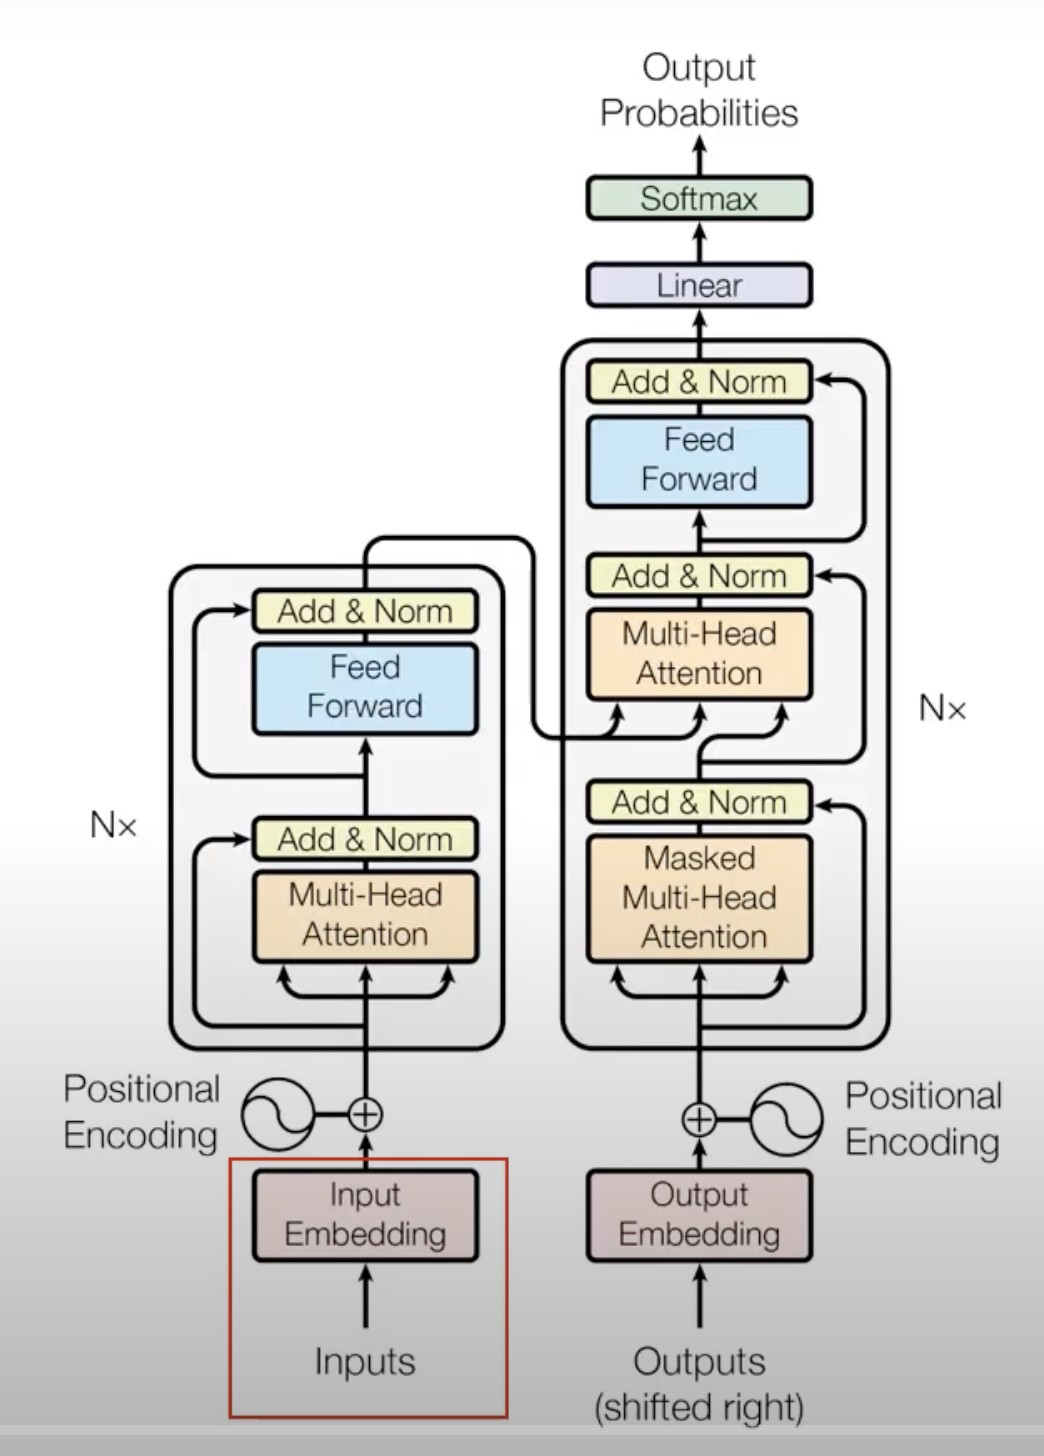 Output
Probabilities
Softmax
Linear
Add & Norm
Feed
Forward
Add & Norm
Multi-Head
Attention
Nx
Add & Norm
Masked
Multi-Head
Attention
Add & Norm
Feed
Forward
Nx
Add & Norm
Multi-Head
Attention
Positional
Encoding
Positional
Encoding
Input
Embedding
Output
Embedding
Inputs
Outputs
(shifted right)